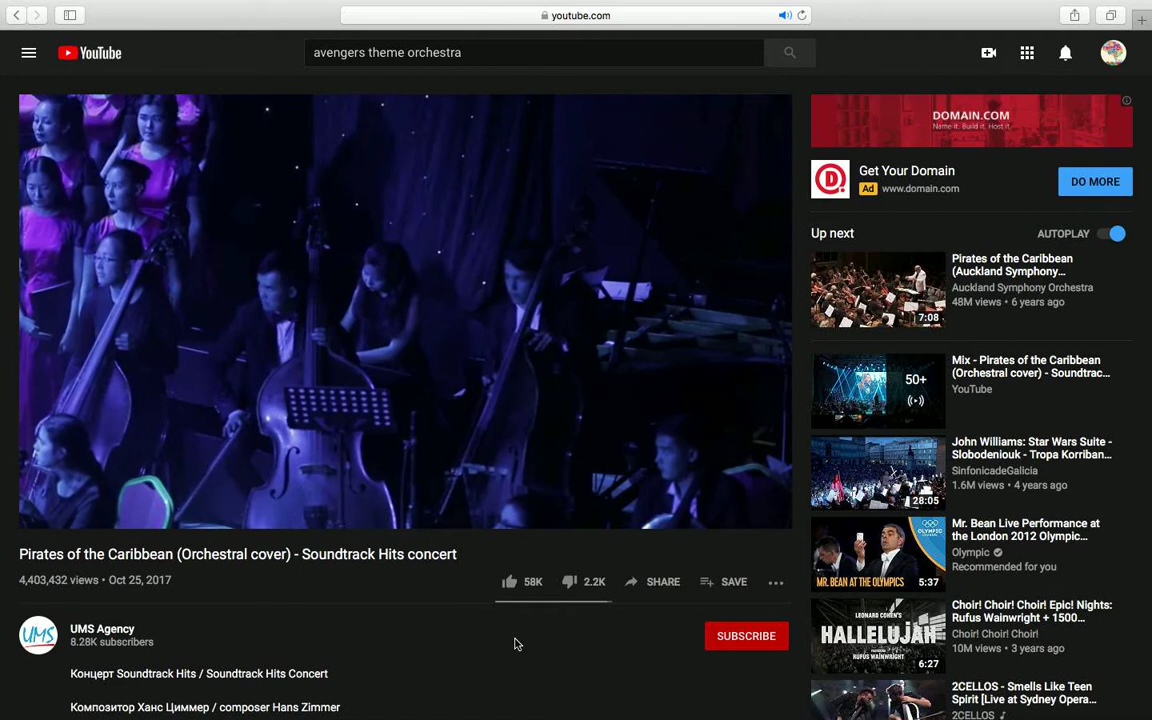 youtube.com
YouTube
avengers theme orchestra
DOMAIN.COM
Name it. Build it. Host it.
Get Your Domain
Ad www.domain.com
DO MORE
Up next
AUTOPLAY
Pirates of the Caribbean
(Auckland Symphony...
Auckland Symphony Orchestra
48M views • 6 years ago
7:08
Mix - Pirates of the Caribbean
(Orchestral cover) - Soundtrac...
YouTube
50+
John Williams: Star Wars Suite -
Slobodeniouk - Tropa Korriban...
SinfonicadeGalicia
1.6M views • 4 years ago
28:05
Mr. Bean Live Performance at
the London 2012 Olympic...
Olympic
Recommended for you
MR. BEAN AT THE OLYMPICS
5:37
Choir! Choir! Choir! Epic! Nights:
Rufus Wainwright + 1500...
Choir! Choir! Choir!
10M views • 3 years ago
LEONARD COHEN'S
HALLELUJAH
RUFUS WAINWRIGHT
6:27
2CELLOS - Smells Like Teen
Spirit [Live at Sydney Opera...
2CELLOS
Pirates of the Caribbean (Orchestral cover) - Soundtrack Hits concert
4,403,432 views • Oct 25, 2017
58K
2.2K
SHARE
SAVE
UMS
UMS Agency
8.28K subscribers
SUBSCRIBE
Концерт Soundtrack Hits / Soundtrack Hits Concert
Композитор Ханс Циммер / composer Hans Zimmer